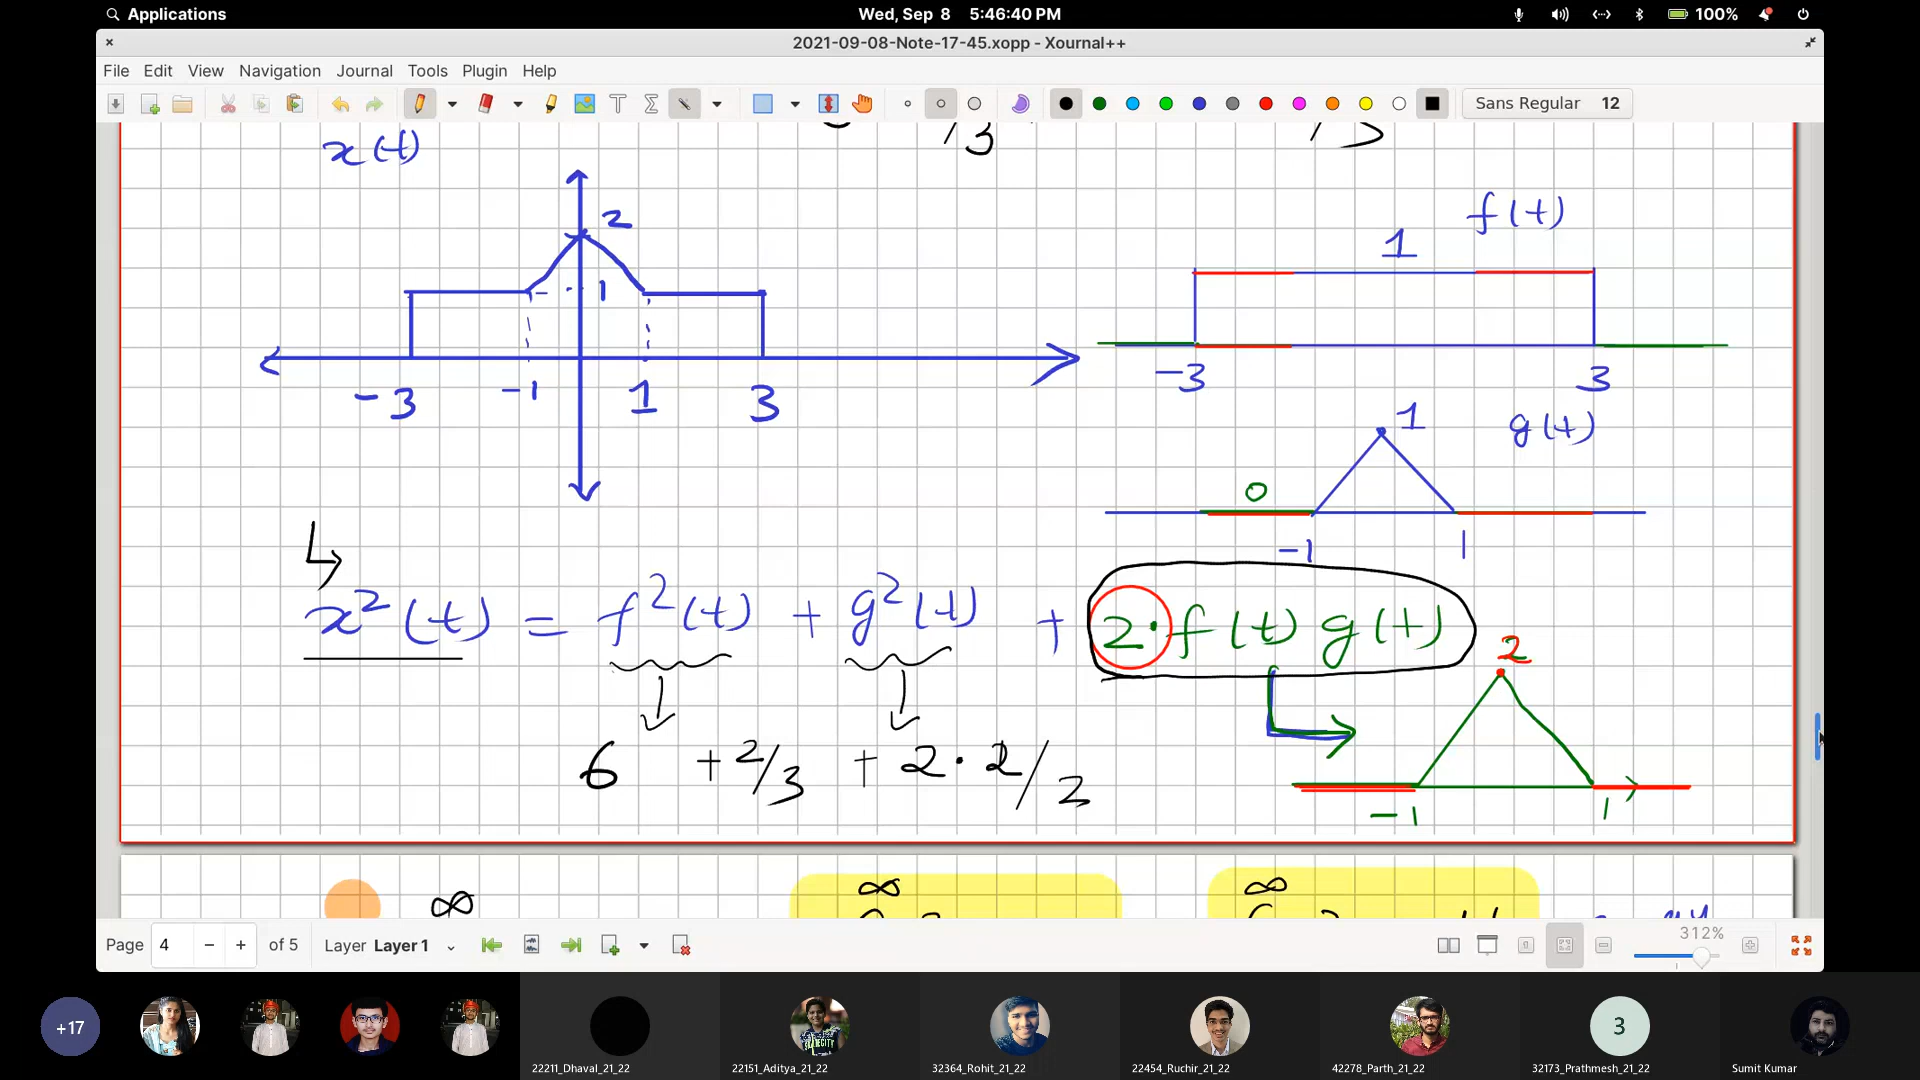 Applications
Wed, Sep 8 5:46:40 PM
100%
2021-09-08-Note-17-45.xopp - Xournal++
File Edit View Navigation Journal Tools Plugin Help
Sans Regular 12
x(t)
/3
/3
2
1
-3 -1 1 3
f(t)
1
-3 3
1 g(t)
0
-1 1
x²(t) = f²(t) + g²(t) + 2·f(t) g(t)
2
6 + 2/3 + 2·2/2
-1 1
∞ ∞ ∞
Page 4 - + of 5 Layer Layer 1
312%
+17
3
22211_Dhaval_21_22
22151_Aditya_21_22
32364_Rohit_21_22
22454_Ruchir_21_22
42278_Parth_21_22
32173_Prathmesh_21_22
Sumit Kumar